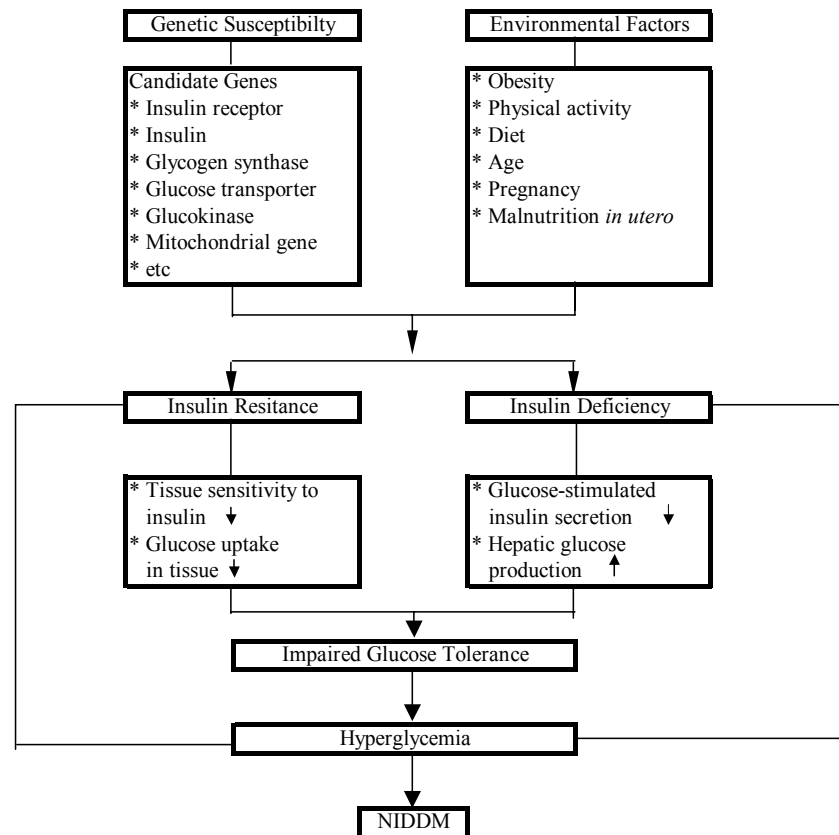 Genetic Susceptibilty
Environmental Factors
Candidate Genes
* Insulin receptor
* Insulin
* Glycogen synthase
* Glucose transporter
* Glucokinase
* Mitochondrial gene
* etc
* Obesity
* Physical activity
* Diet
* Age
* Pregnancy
* Malnutrition in utero
Insulin Resitance
Insulin Deficiency
* Tissue sensitivity to
insulin ↓
* Glucose uptake
in tissue ↓
* Glucose-stimulated
insulin secretion ↓
* Hepatic glucose
production ↑
Impaired Glucose Tolerance
Hyperglycemia
NIDDM